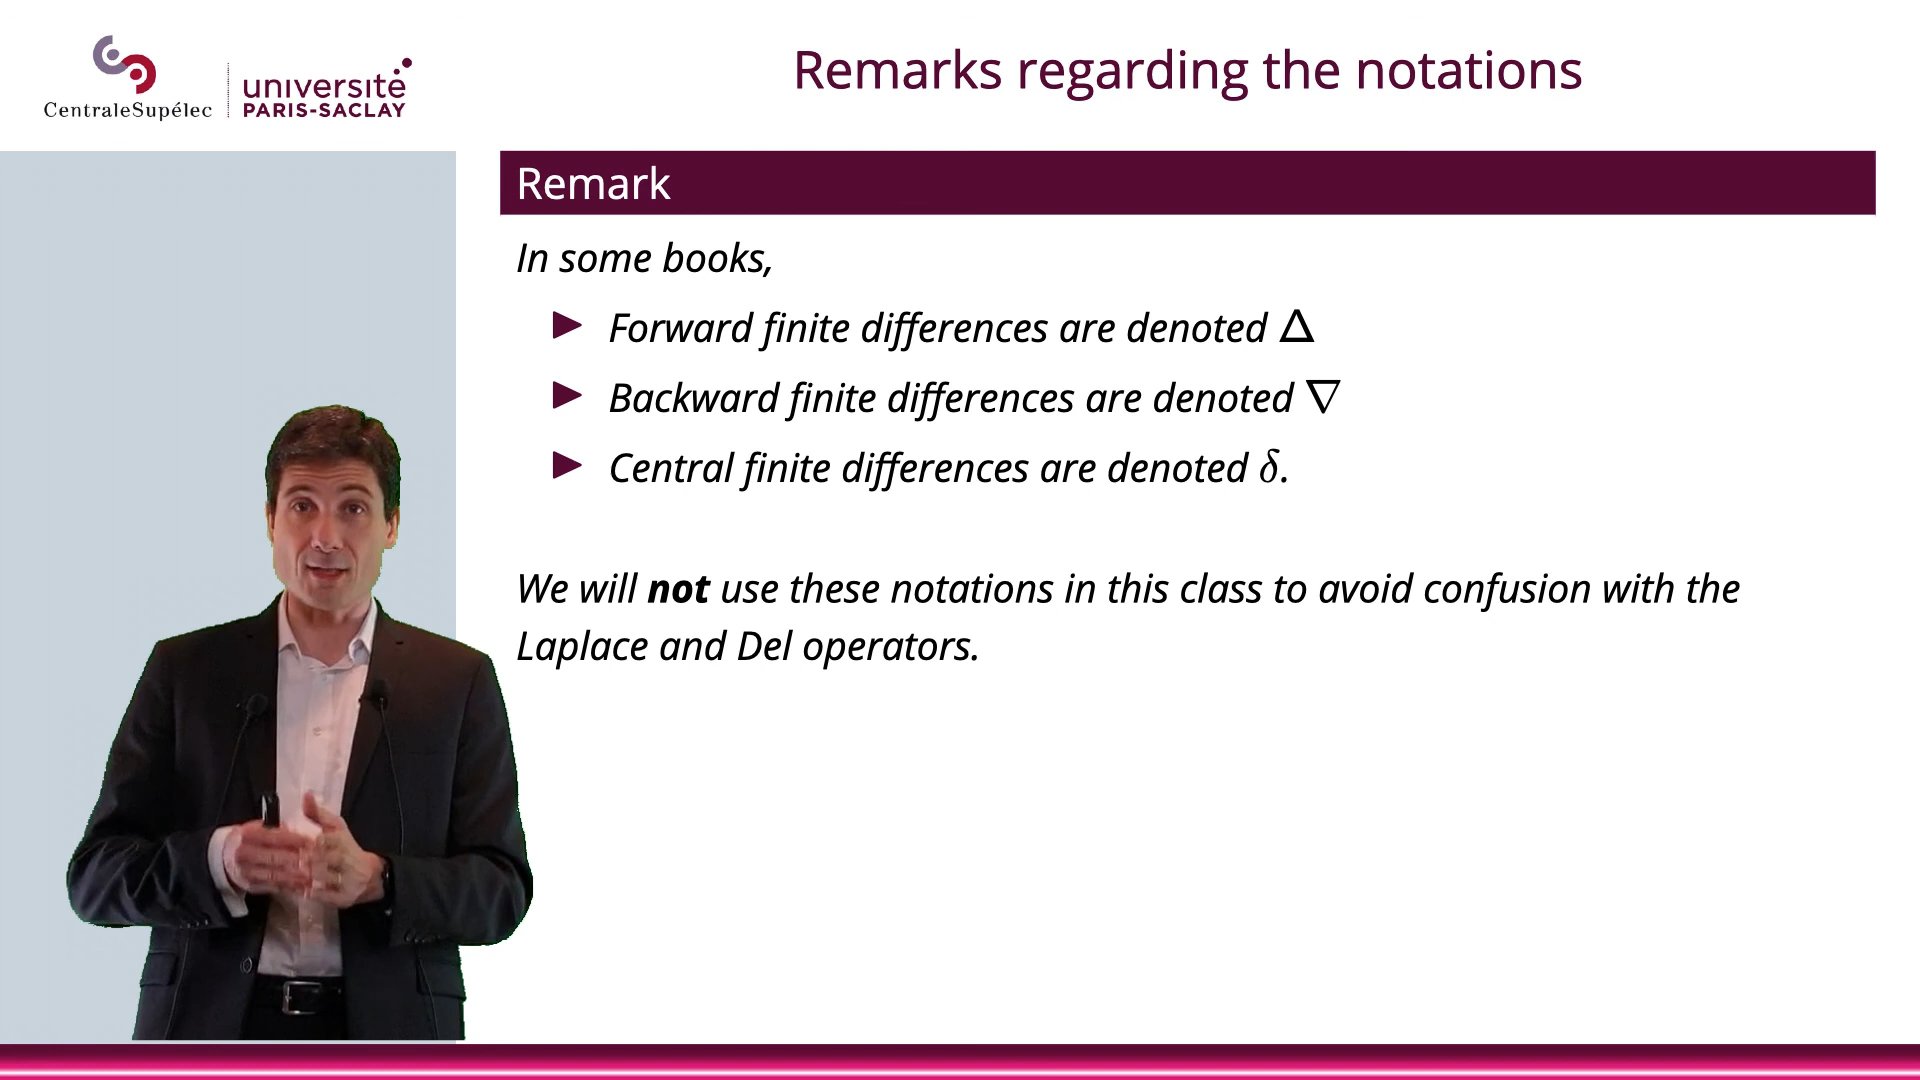 CentraleSupélec
université
PARIS-SACLAY
Remarks regarding the notations
Remark
In some books,
Forward finite differences are denoted Δ
Backward finite differences are denoted ∇
Central finite differences are denoted δ.
We will not use these notations in this class to avoid confusion with the
Laplace and Del operators.